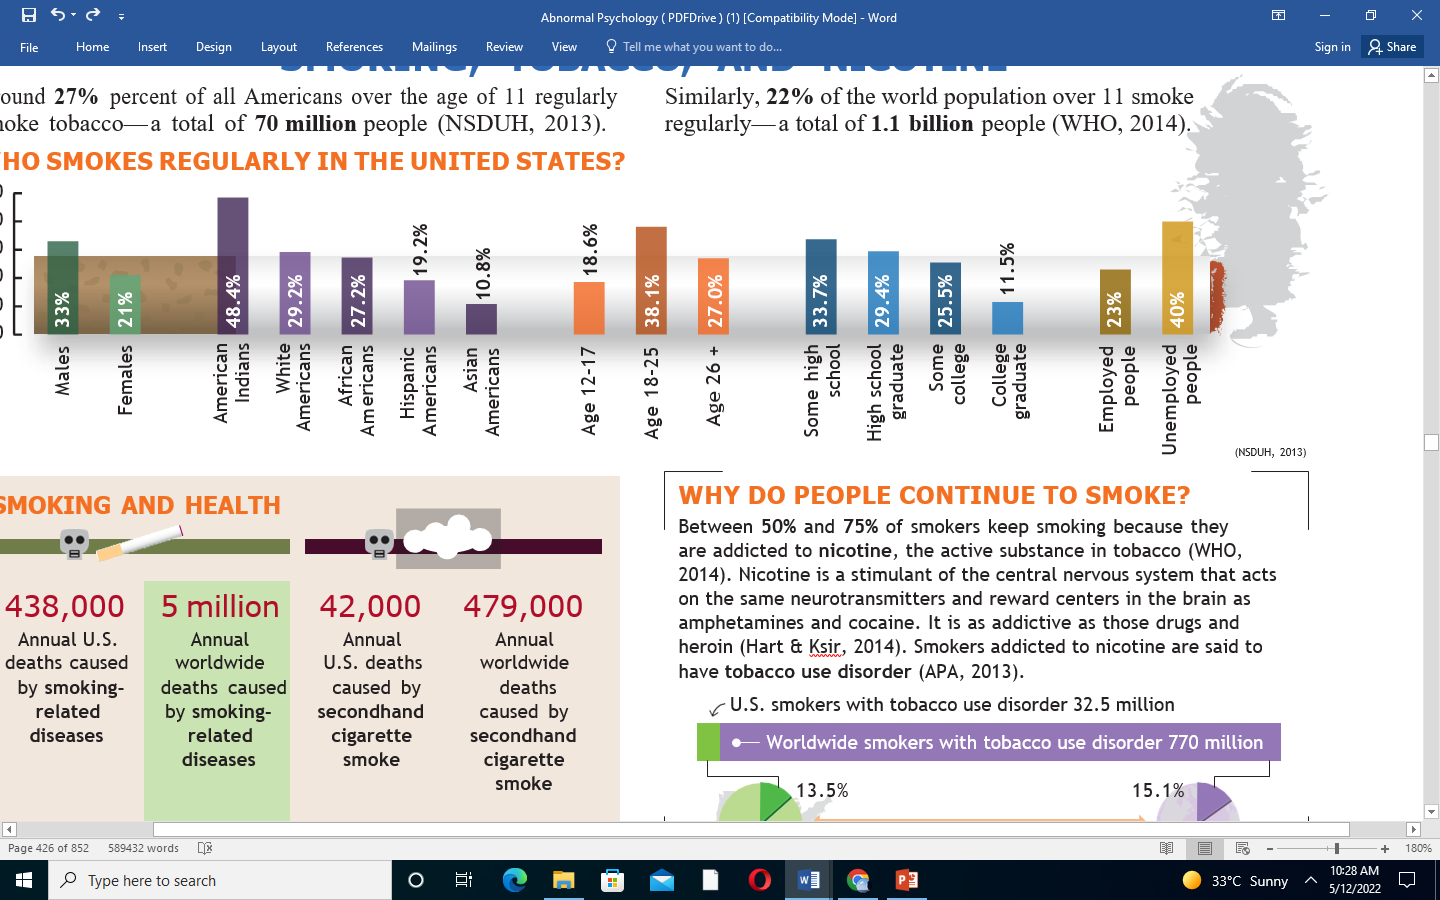 Abnormal Psychology ( PDFDrive ) (1) [Compatibility Mode] - Word
File Home Insert Design Layout References Mailings Review View Tell me what you want to do... Sign in Share
27% percent of all Americans over the age of 11 regularly
tobacco—a total of 70 million people (NSDUH, 2013).
Similarly, 22% of the world population over 11 smoke
regularly—a total of 1.1 billion people (WHO, 2014).
SMOKES REGULARLY IN THE UNITED STATES?
33%
21%
48.4%
29.2%
27.2%
19.2%
10.8%
18.6%
38.1%
27.0%
33.7%
29.4%
25.5%
11.5%
23%
40%
Males
Females
American
Indians
White
Americans
African
Americans
Hispanic
Americans
Asian
Americans
Age 12-17
Age 18-25
Age 26 +
Some high
school
High school
graduate
Some
college
College
graduate
Employed
people
Unemployed
people
(NSDUH, 2013)
SMOKING AND HEALTH
438,000
Annual U.S.
deaths caused
by smoking-
related
diseases
5 million
Annual
worldwide
deaths caused
by smoking-
related
diseases
42,000
Annual
U.S. deaths
caused by
secondhand
cigarette
smoke
479,000
Annual
worldwide
deaths
caused by
secondhand
cigarette
smoke
WHY DO PEOPLE CONTINUE TO SMOKE?
Between 50% and 75% of smokers keep smoking because they
are addicted to nicotine, the active substance in tobacco (WHO,
2014). Nicotine is a stimulant of the central nervous system that acts
on the same neurotransmitters and reward centers in the brain as
amphetamines and cocaine. It is as addictive as those drugs and
heroin (Hart & Ksir, 2014). Smokers addicted to nicotine are said to
have tobacco use disorder (APA, 2013).
U.S. smokers with tobacco use disorder 32.5 million
Worldwide smokers with tobacco use disorder 770 million
13.5%
15.1%
Page 426 of 852 589432 words 180%
Type here to search
33°C Sunny
10:28 AM
5/12/2022